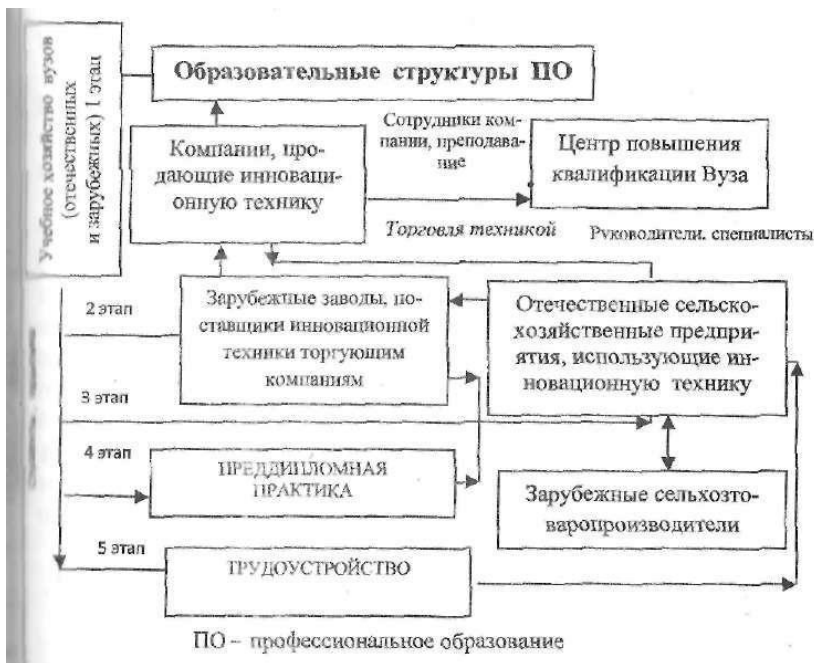 Учебное хозяйство вузов
(отечественных
и зарубежных) 1 этап
Образовательные структуры ПО
Компании, про-
дающие инноваци-
онную технику
Сотрудники ком-
пании, преподава-
ние
Центр повышения
квалификации Вуза
Торговля техникой
Руководители, специалисты
2 этап
Зарубежные заводы, по-
ставщики инновационной
техники торгующим
компаниям
Отечественные сельско-
хозяйственные предпри-
ятия, использующие ин-
новационную технику
3 этап
4 этап
ПРЕДДИПЛОМНАЯ
ПРАКТИКА
Зарубежные сельхозто-
варопроизводители
5 этап
ТРУДОУСТРОЙСТВО
ПО – профессиональное образование